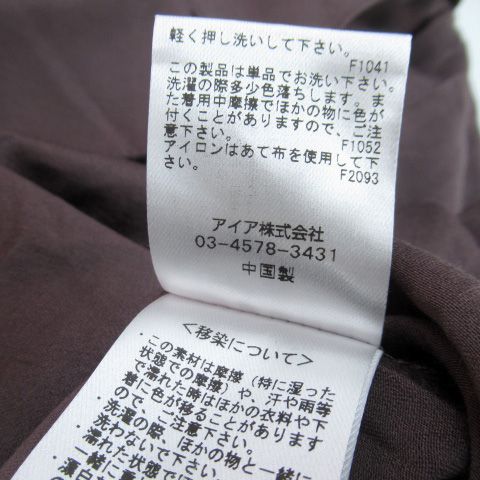 軽く押し洗いして下さい。
F1041
この製品は単品でお洗い下さい。
洗濯の際多少色落ちします。ま
た着用中摩擦でほかの物に色が
付くことがありますので、ご注
意下さい。
F1052
アイロンはあて布を使用して下
さい。
F2093
アイア株式会社
03-4578-3431
中国製
<移染について>
・この素材は摩擦（特に湿った
状態での摩擦）や、汗や雨等
で濡れた時はほかの衣料や下
着に色が移ることがあります
ので、ご注意下さい。
・洗濯の際、ほかの物と一緒に
洗わないで下さい。
・濡れた状態でほ
一緒に